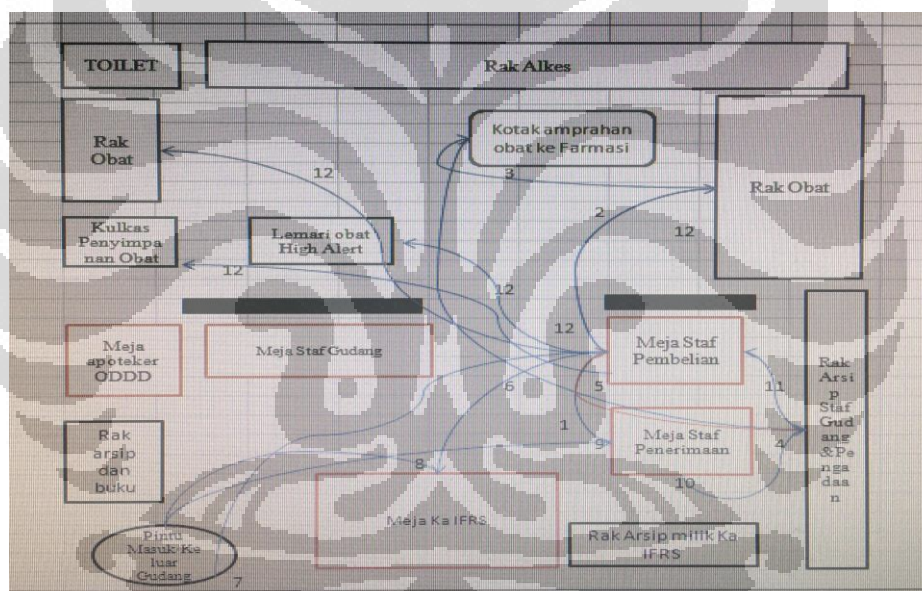 TOILET
Rak Alkes
Rak
Obat
Kotak amprahan
obat ke Farmasi
Rak Obat
12
3
2
12
Kulkas
Penyimpa
nan Obat
Lemari obat
High Alert
12
12
12
Meja
apoteker
ODDD
Meja Staf Gudang
Meja Staf
Pembelian
Rak
Arsi
p
Staf
Gud
ang
&Pe
nga
daa
n
6
5
11
1
Rak
arsip
dan
buku
8
9
Meja Staf
Penerimaan
4
10
Meja Ka IFRS
Rak Arsip milik Ka
IFRS
Pintu
Masuk Ke
luar
Gudang
7